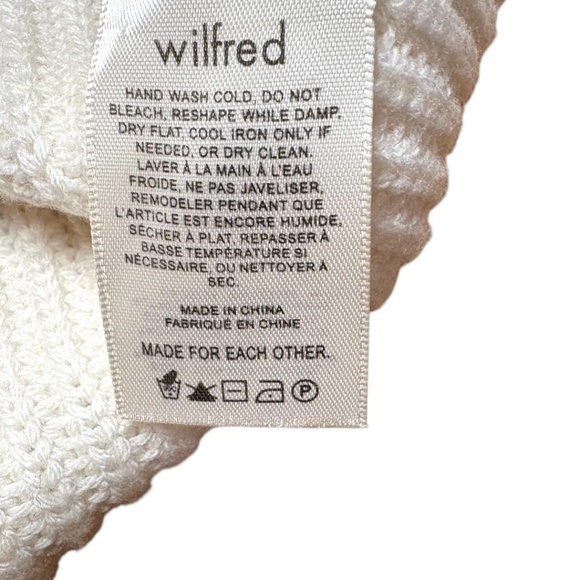 wilfred
HAND WASH COLD, DO NOT
BLEACH, RESHAPE WHILE DAMP,
DRY FLAT, COOL IRON ONLY IF
NEEDED, OR DRY CLEAN.
LAVER À LA MAIN À L'EAU
FROIDE, NE PAS JAVELISER,
REMODELER PENDANT QUE
L'ARTICLE EST ENCORE HUMIDE,
SÉCHER À PLAT, REPASSER À
BASSE TEMPÉRATURE SI
NÉCESSAIRE, OU NETTOYER À
SEC.
MADE IN CHINA
FABRIQUÉ EN CHINE
MADE FOR EACH OTHER.
P